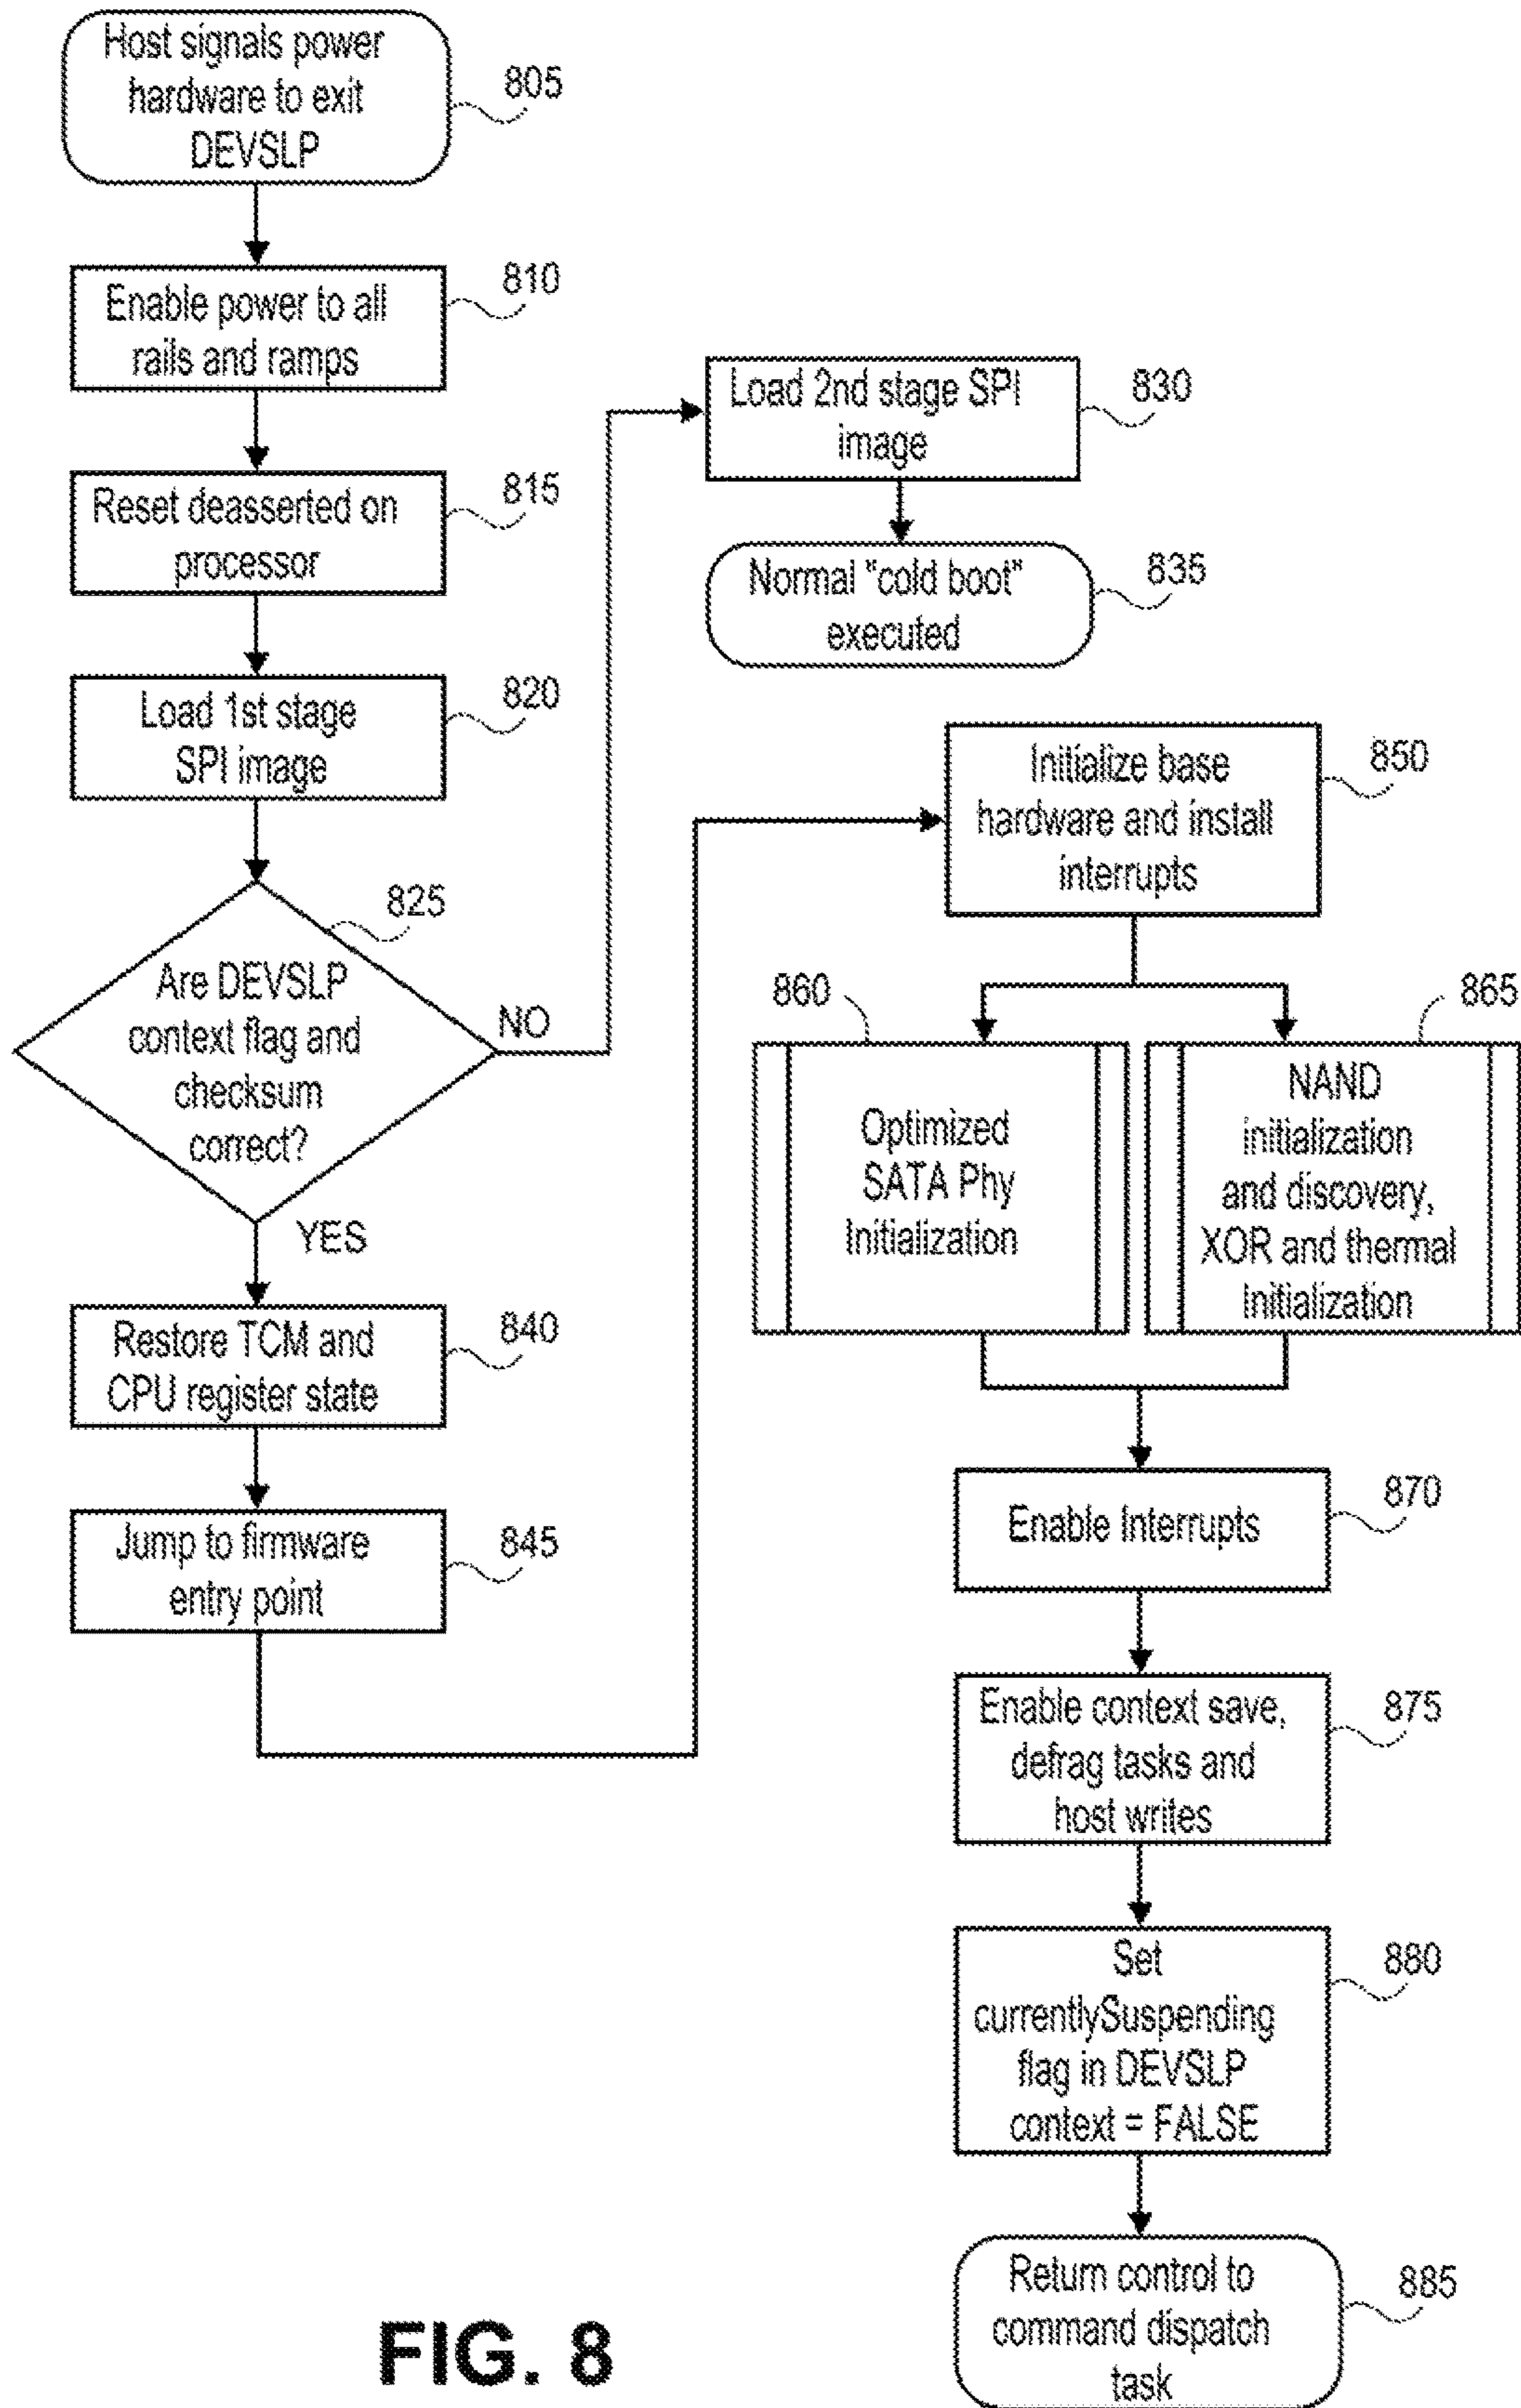 Host signals power
hardware to exit
DEVSLP
805
Enable power to all
rails and ramps
810
Reset deasserted on
processor
815
Load 1st stage
SPI image
820
Are DEVSLP
context flag and
checksum
correct?
825
NO
YES
Load 2nd stage SPI
image
830
Normal "cold boot"
executed
835
Restore TCM and
CPU register state
840
Jump to firmware
entry point
845
Initialize base
hardware and install
interrupts
850
860
Optimized
SATA Phy
Initialization
865
NAND
initialization
and discovery,
XOR and thermal
Initialization
Enable Interrupts
870
Enable context save,
defrag tasks and
host writes
875
Set
currentlySuspending
flag in DEVSLP
context = FALSE
880
Return control to
command dispatch
task
885
FIG. 8